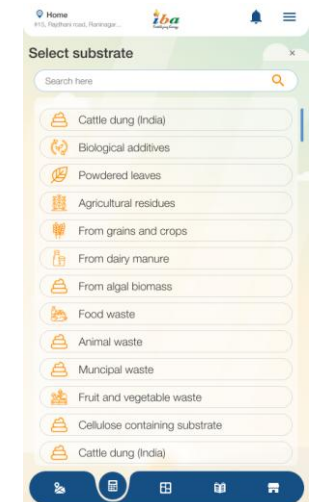 Home
#10, Rajdhani road, Raninagar...
iba
Select substrate
×
Search here
Cattle dung (India)
Biological additives
Powdered leaves
Agricultural residues
From grains and crops
From dairy manure
From algal biomass
Food waste
Animal waste
Muncipal waste
Fruit and vegetable waste
Cellulose containing substrate
Cattle dung (India)